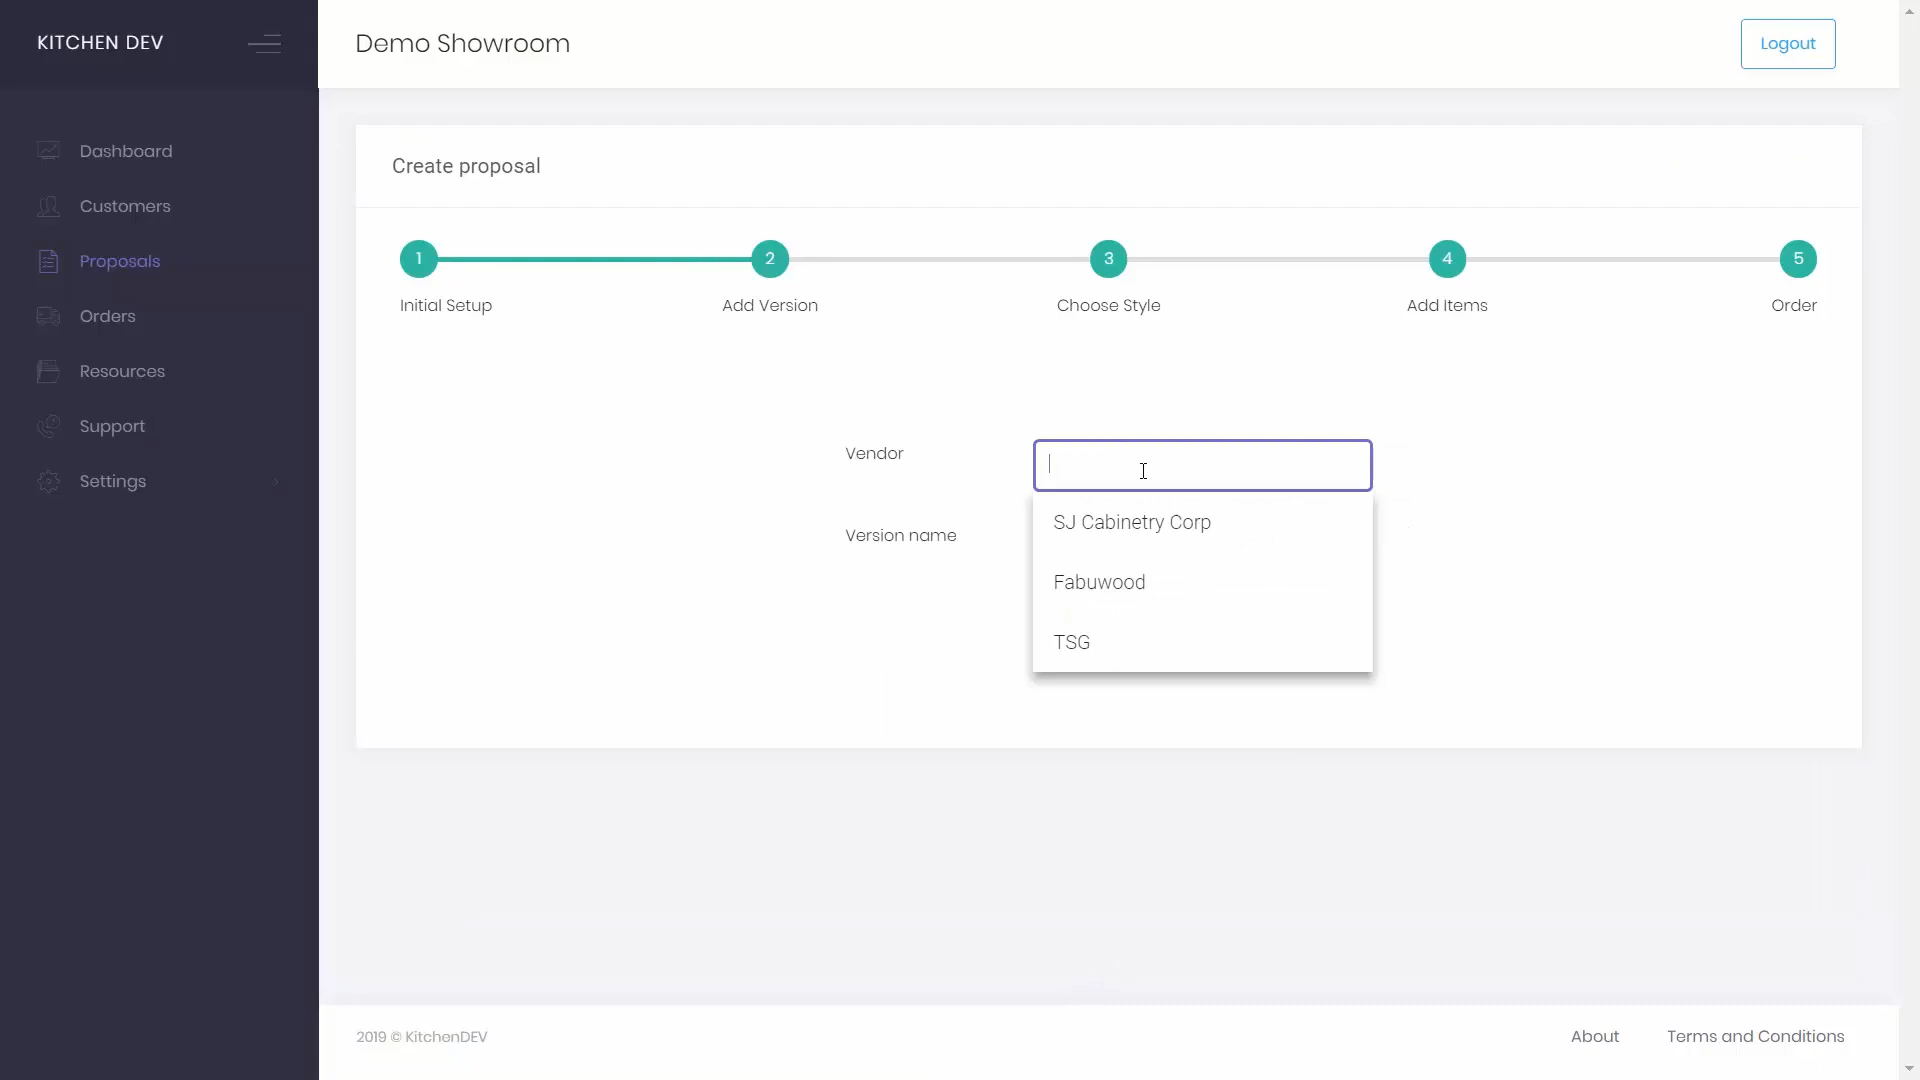 KITCHEN DEV
Demo Showroom
Logout
Dashboard
Customers
Proposals
Orders
Resources
Support
Settings
Create proposal
1
2
3
4
5
Initial Setup
Add Version
Choose Style
Add Items
Order
Vendor
Version name
SJ Cabinetry Corp
Fabuwood
TSG
2019 © KitchenDEV
About
Terms and Conditions